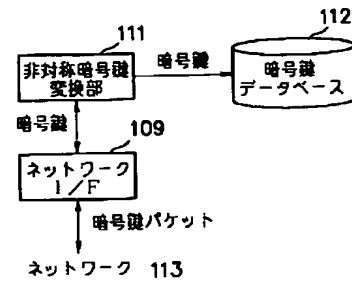 111
非対称暗号鍵
変換部
暗号鍵
112
暗号鍵
データベース
暗号鍵
109
ネットワーク
I/F
暗号鍵パケット
ネットワーク 113